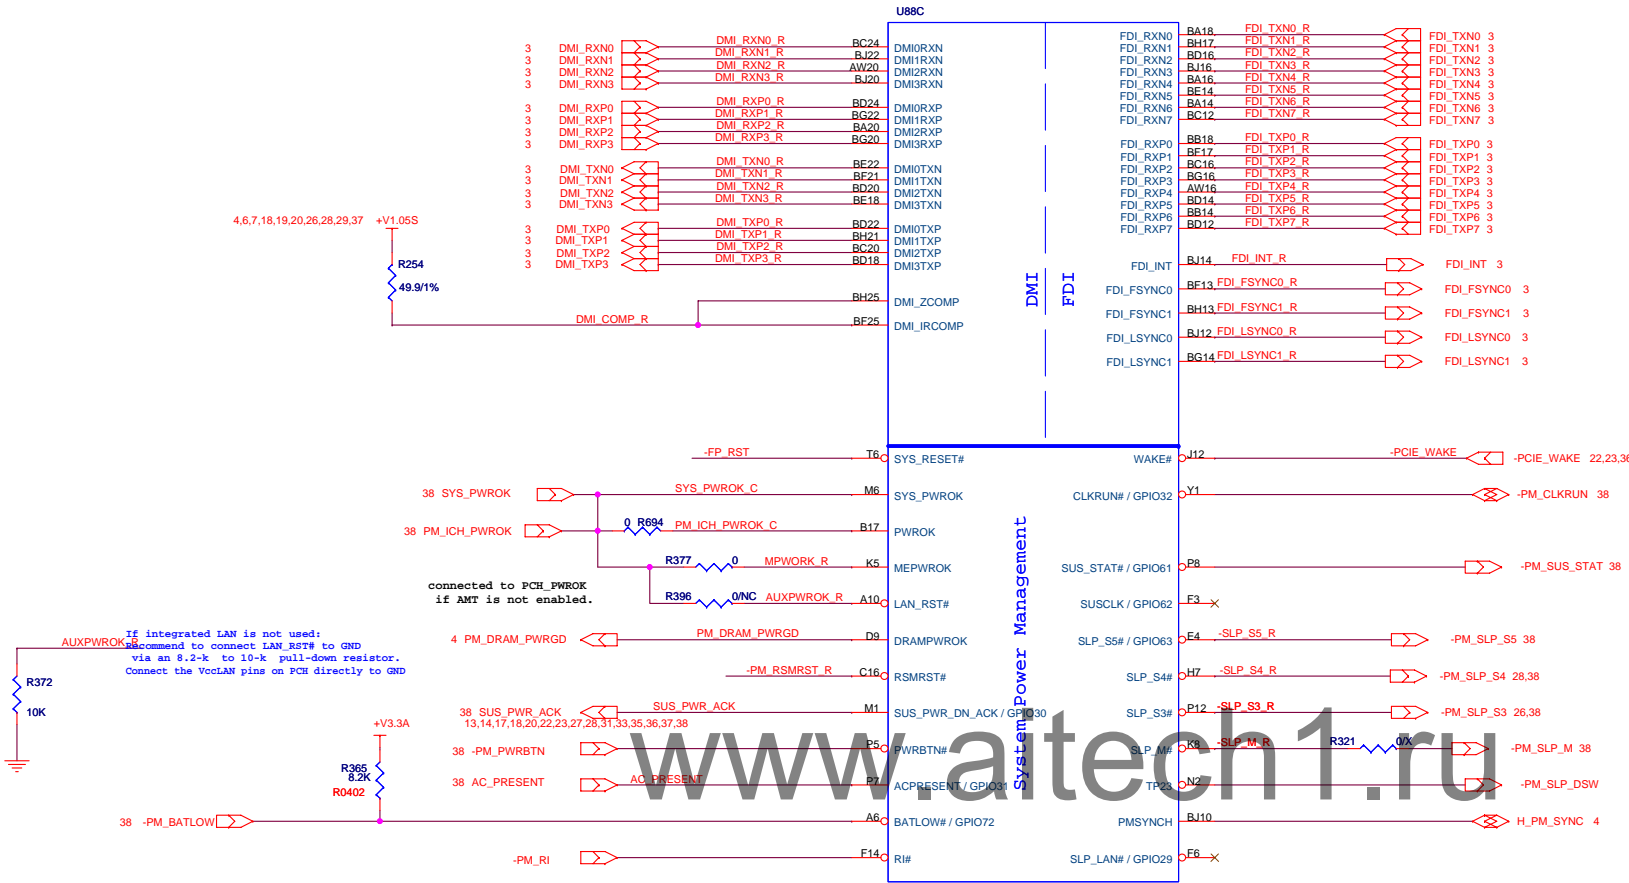 U88C
3 DMI_RXN0 DMI_RXN0_R BC24 DMI0RXN
3 DMI_RXN1 DMI_RXN1_R BJ22 DMI1RXN
3 DMI_RXN2 DMI_RXN2_R AW20 DMI2RXN
3 DMI_RXN3 DMI_RXN3_R BJ20 DMI3RXN
3 DMI_RXP0 DMI_RXP0_R BD24 DMI0RXP
3 DMI_RXP1 DMI_RXP1_R BG22 DMI1RXP
3 DMI_RXP2 DMI_RXP2_R BA20 DMI2RXP
3 DMI_RXP3 DMI_RXP3_R BG20 DMI3RXP
3 DMI_TXN0 DMI_TXN0_R BE22 DMI0TXN
3 DMI_TXN1 DMI_TXN1_R BF21 DMI1TXN
3 DMI_TXN2 DMI_TXN2_R BD20 DMI2TXN
3 DMI_TXN3 DMI_TXN3_R BE18 DMI3TXN
3 DMI_TXP0 DMI_TXP0_R BD22 DMI0TXP
3 DMI_TXP1 DMI_TXP1_R BH21 DMI1TXP
3 DMI_TXP2 DMI_TXP2_R BC20 DMI2TXP
3 DMI_TXP3 DMI_TXP3_R BD18 DMI3TXP
4,6,7,18,19,20,26,28,29,37 +V1.05S
R254
49.9/1%
BH25 DMI_ZCOMP
DMI_COMP_R BF25 DMI_IRCOMP
DMI
FDI
FDI_RXN0 BA18 FDI_TXN0_R FDI_TXN0 3
FDI_RXN1 BH17 FDI_TXN1_R FDI_TXN1 3
FDI_RXN2 BD16 FDI_TXN2_R FDI_TXN2 3
FDI_RXN3 BJ16 FDI_TXN3_R FDI_TXN3 3
FDI_RXN4 BA16 FDI_TXN4_R FDI_TXN4 3
FDI_RXN5 BE14 FDI_TXN5_R FDI_TXN5 3
FDI_RXN6 BA14 FDI_TXN6_R FDI_TXN6 3
FDI_RXN7 BC12 FDI_TXN7_R FDI_TXN7 3
FDI_RXP0 BB18 FDI_TXP0_R FDI_TXP0 3
FDI_RXP1 BF17 FDI_TXP1_R FDI_TXP1 3
FDI_RXP2 BC16 FDI_TXP2_R FDI_TXP2 3
FDI_RXP3 BG16 FDI_TXP3_R FDI_TXP3 3
FDI_RXP4 AW16 FDI_TXP4_R FDI_TXP4 3
FDI_RXP5 BD14 FDI_TXP5_R FDI_TXP5 3
FDI_RXP6 BB14 FDI_TXP6_R FDI_TXP6 3
FDI_RXP7 BD12 FDI_TXP7_R FDI_TXP7 3
FDI_INT BJ14 FDI_INT_R FDI_INT 3
FDI_FSYNC0 BF13 FDI_FSYNC0_R FDI_FSYNC0 3
FDI_FSYNC1 BH13 FDI_FSYNC1_R FDI_FSYNC1 3
FDI_LSYNC0 BJ12 FDI_LSYNC0_R FDI_LSYNC0 3
FDI_LSYNC1 BG14 FDI_LSYNC1_R FDI_LSYNC1 3
-FP_RST T6 SYS_RESET#
38 SYS_PWROK SYS_PWROK_C M6 SYS_PWROK
38 PM_ICH_PWROK 0 R694 PM_ICH_PWROK_C B17 PWROK
R377 0 MPWORK_R K5 MEPWROK
connected to PCH_PWROK
if AMT is not enabled.
R396 0/NC AUXPWROK_R A10 LAN_RST#
4 PM_DRAM_PWRGD PM_DRAM_PWRGD D9 DRAMPWROK
-PM_RSMRST_R C16 RSMRST#
38 SUS_PWR_ACK SUS_PWR_ACK M1 SUS_PWR_DN_ACK / GPIO30
+V3.3A 13,14,17,18,20,22,23,27,28,31,33,35,36,37,38
38 -PM_PWRBTN P5 PWRBTN#
38 AC_PRESENT AC_PRESENT P7 ACPRESENT / GPIO31
38 -PM_BATLOW A6 BATLOW# / GPIO72
-PM_RI F14 RI#
AUXPWROK_R
If integrated LAN is not used:
Recommend to connect LAN_RST# to GND
via an 8.2-k to 10-k pull-down resistor.
Connect the VccLAN pins on PCH directly to GND
R372
10K
R365
8.2K
R0402
System Power Management
WAKE# J12 -PCIE_WAKE -PCIE_WAKE 22,23,36
CLKRUN# / GPIO32 Y1 -PM_CLKRUN 38
SUS_STAT# / GPIO61 P8 -PM_SUS_STAT 38
SUSCLK / GPIO62 F3
SLP_S5# / GPIO63 E4 -SLP_S5_R -PM_SLP_S5 38
SLP_S4# H7 -SLP_S4_R -PM_SLP_S4 28,38
SLP_S3# P12 -SLP_S3_R -PM_SLP_S3 26,38
SLP_M# K8 -SLP_M_R R321 0/X -PM_SLP_M 38
TP23 N2 -PM_SLP_DSW
PMSYNCH BJ10 H_PM_SYNC 4
SLP_LAN# / GPIO29 F6
www.aitech1.ru